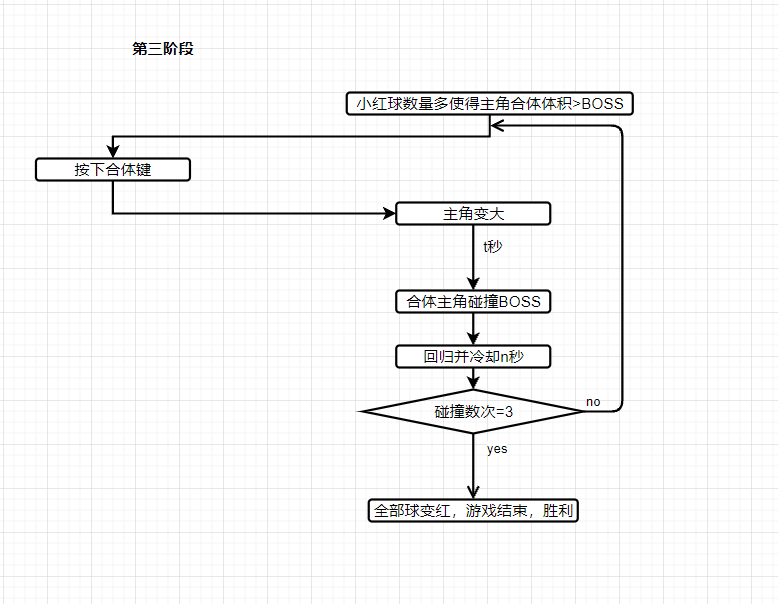 第三阶段
小红球数量多使得主角合体体积>BOSS
按下合体键
主角变大
t秒
合体主角碰撞BOSS
回归并冷却n秒
碰撞数次=3
no
yes
全部球变红，游戏结束，胜利